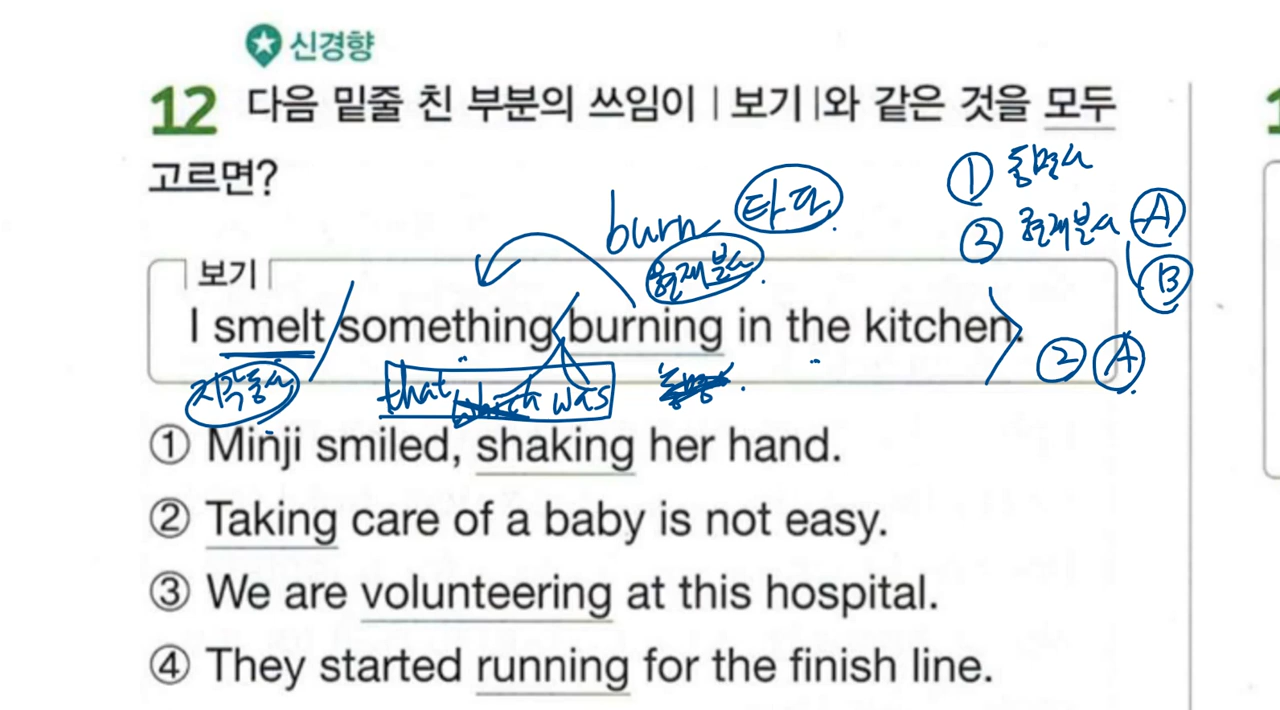 신경향
12 다음 밑줄 친 부분의 쓰임이 | 보기 |와 같은 것을 모두
고르면?
① 동명사
② 현재분사 Ⓐ
Ⓑ
② Ⓐ
burn 타다.
현재분사.
보기
I smelt something burning in the kitchen.
지각동사
that which was
동명
① Minji smiled, shaking her hand.
② Taking care of a baby is not easy.
③ We are volunteering at this hospital.
④ They started running for the finish line.